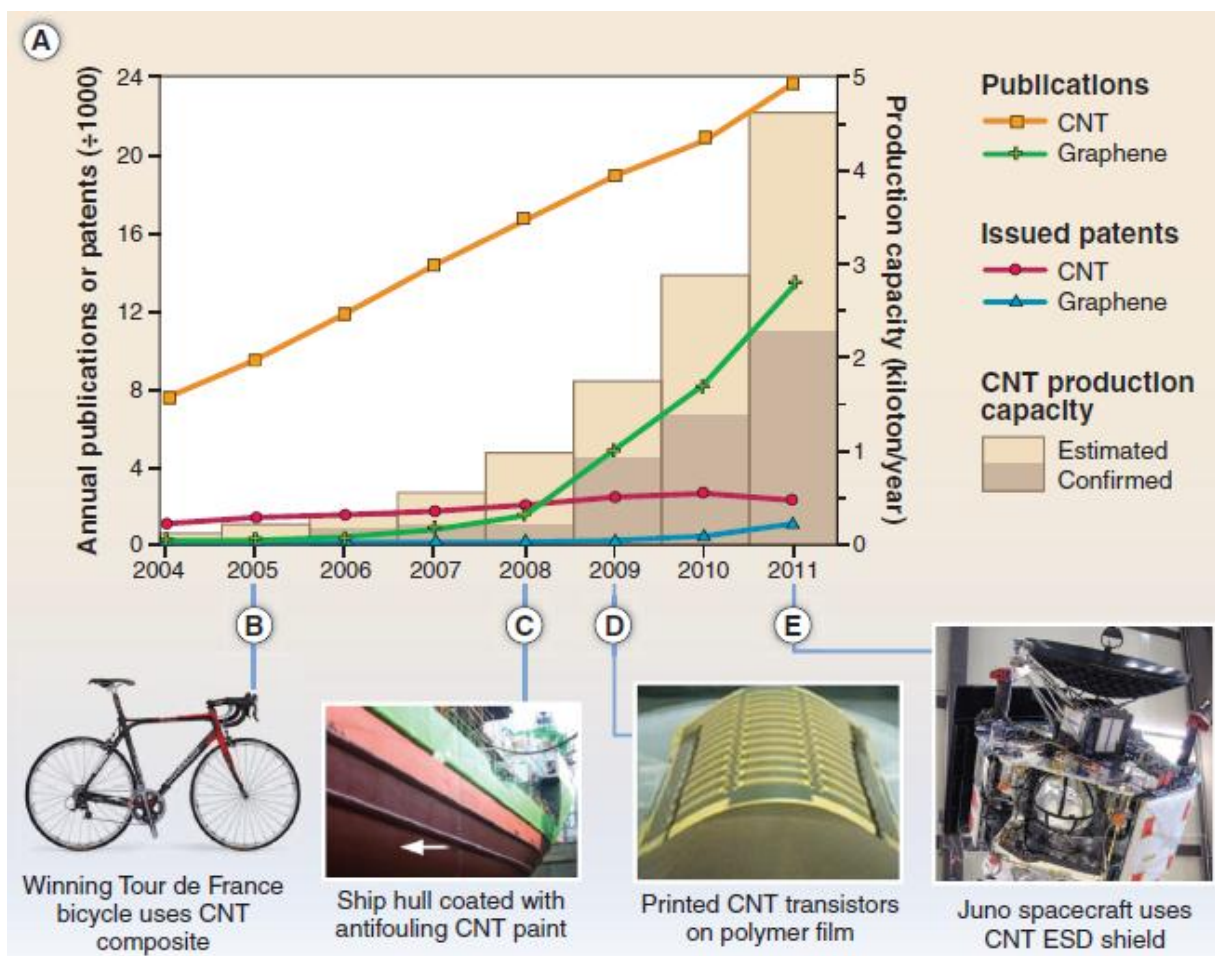 A
Annual publications or patents (÷1000)
24
20
16
12
8
4
0
5
4
3
2
1
0
Production capacity (kiloton/year)
2004 2005 2006 2007 2008 2009 2010 2011
Publications
CNT
Graphene
Issued patents
CNT
Graphene
CNT production
capacity
Estimated
Confirmed
B
C
D
E
Winning Tour de France
bicycle uses CNT
composite
Ship hull coated with
antifouling CNT paint
Printed CNT transistors
on polymer film
Juno spacecraft uses
CNT ESD shield